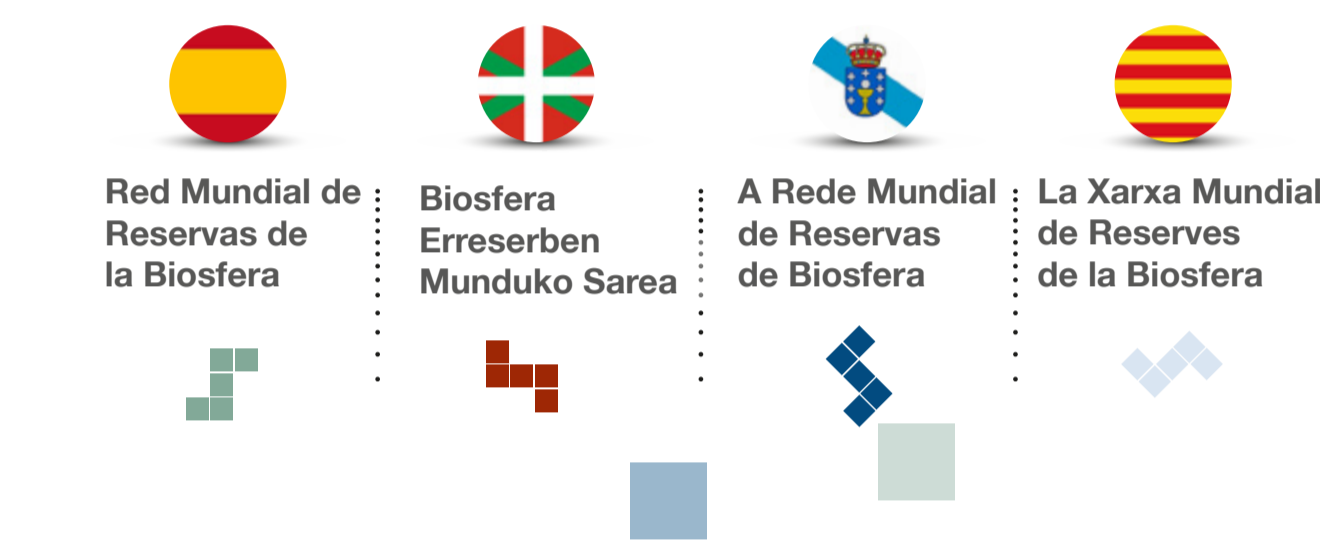 Red Mundial de
Reservas de
la Biosfera
Biosfera
Erreserben
Munduko Sarea
A Rede Mundial
de Reservas
de Biosfera
La Xarxa Mundial
de Reserves
de la Biosfera